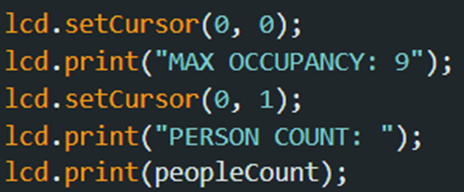 lcd.setCursor(0, 0);
lcd.print("MAX OCCUPANCY: 9");
lcd.setCursor(0, 1);
lcd.print("PERSON COUNT: ");
lcd.print(peopleCount);